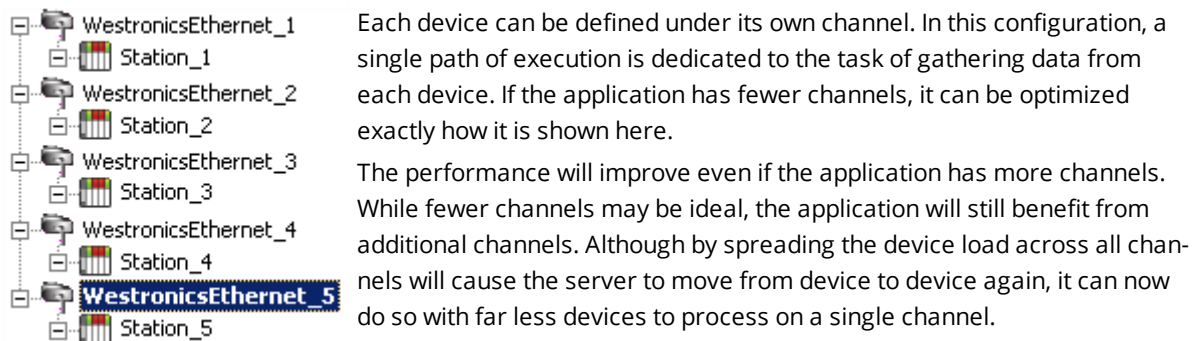 WestronicsEthernet_1
Station_1
WestronicsEthernet_2
Station_2
WestronicsEthernet_3
Station_3
WestronicsEthernet_4
Station_4
WestronicsEthernet_5
Station_5
Each device can be defined under its own channel. In this configuration, a
single path of execution is dedicated to the task of gathering data from
each device. If the application has fewer channels, it can be optimized
exactly how it is shown here.
The performance will improve even if the application has more channels.
While fewer channels may be ideal, the application will still benefit from
additional channels. Although by spreading the device load across all chan-
nels will cause the server to move from device to device again, it can now
do so with far less devices to process on a single channel.